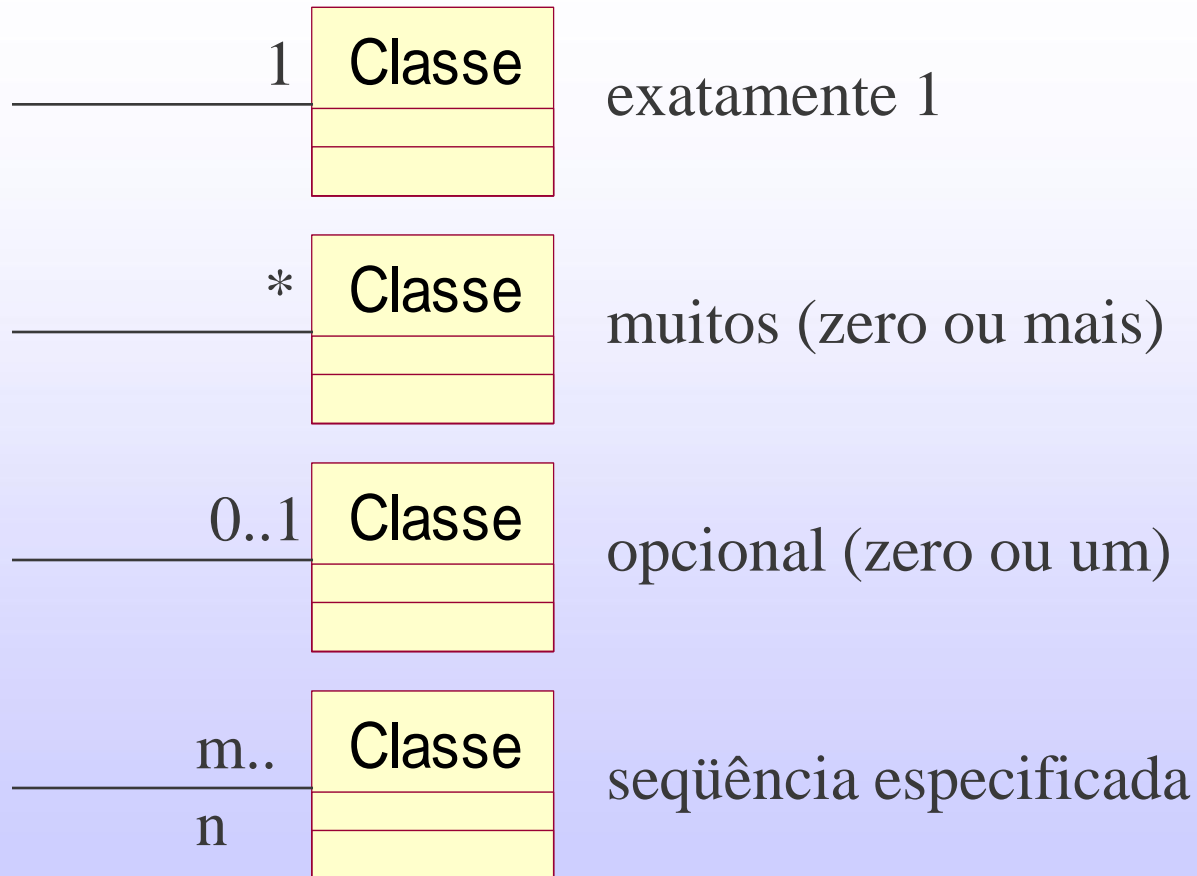 1 Classe exatamente 1
* Classe muitos (zero ou mais)
0..1 Classe opcional (zero ou um)
m.. Classe seqüência especificada
n